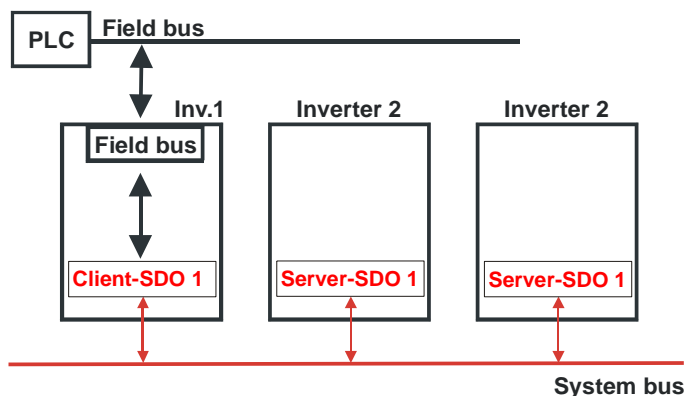 PLC
Field bus
Inv.1
Inverter 2
Inverter 2
Field bus
Client-SDO 1
Server-SDO 1
Server-SDO 1
System bus